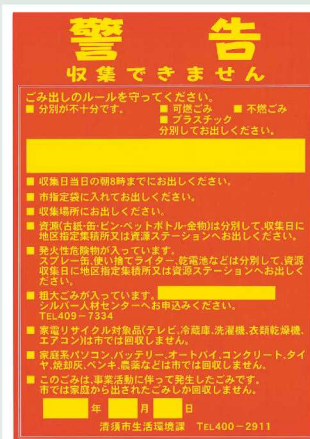 警告
収集できません
ごみ出しのルールを守ってください。
■ 分別が不十分です。 ■ 可燃ごみ ■ 不燃ごみ
■ プラスチック
分別してお出しください。
■ 収集日当日の朝8時までにお出しください。
■ 市指定袋に入れてお出しください。
■ 収集場所にお出しください。
■ 資源(古紙・缶・ビン・ペットボトル・金物)は分別して、収集日に
地区指定集積所又は資源ステーションへお出しください。
■ 発火性危険物が入っています。
スプレー缶、使い捨てライター、乾電池などは分別して、資源
収集日に地区指定集積所又は資源ステーションへお出しく
ださい。
■ 粗大ごみが入っています。
シルバー人材センターへお申込みください。
TEL409-7334
■ 家電リサイクル対象品(テレビ、冷蔵庫、洗濯機、衣類乾燥機、
エアコン)は市では回収しません。
■ 家庭系パソコン、バッテリー、オートバイ、コンクリート、タイ
ヤ、焼却灰、ペンキ、農薬などは市では回収しません。
■ このごみは、事業活動に伴って発生したごみです。
市では家庭から出されたごみしか回収しません。
年 月 日
清須市生活環境課 TEL400-2911